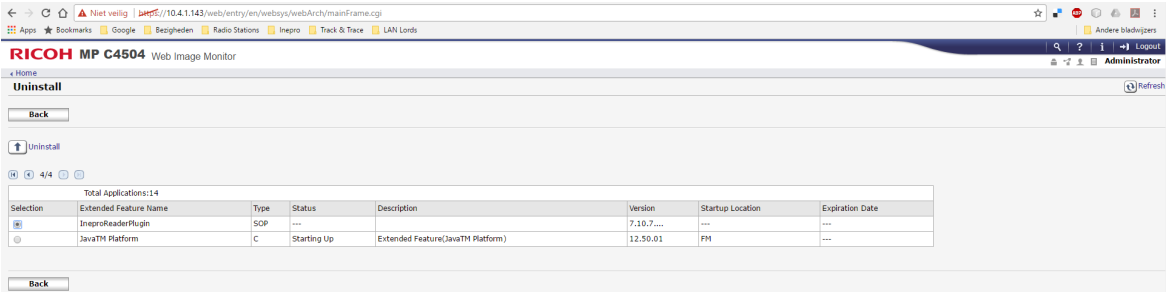 Niet veilig | https://10.4.1.143/web/entry/en/websys/webArch/mainFrame.cgi
Apps Bookmarks Google Bezigheden Radio Stations Inepro Track & Trace LAN Lords Andere bladwijzers
RICOH MP C4504 Web Image Monitor
? i Logout
Home
Administrator
Uninstall
Refresh
Back
Uninstall
4/4
Total Applications:14
Selection Extended Feature Name Type Status Description Version Startup Location Expiration Date
IneproReaderPlugin SOP --- 7.10.7.... --- ---
JavaTM Platform C Starting Up Extended Feature(JavaTM Platform) 12.50.01 FM ---
Back